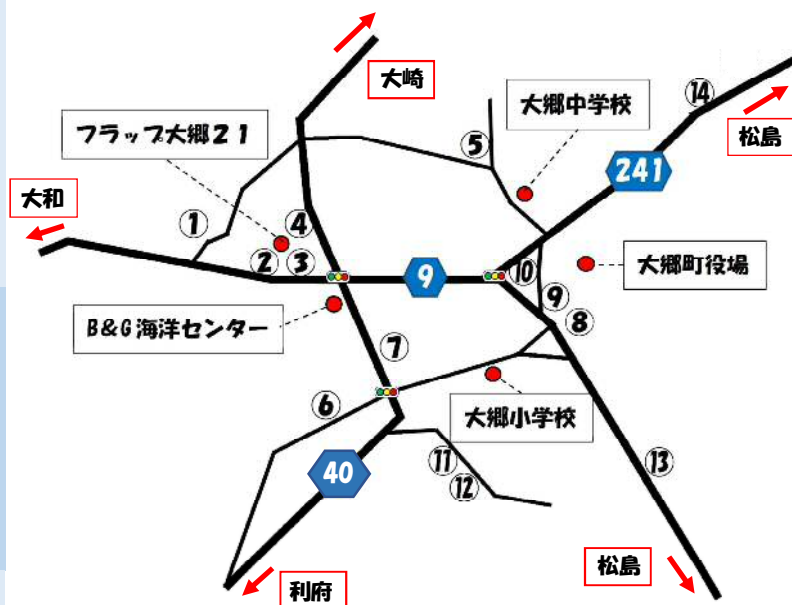 大崎
大郷中学校
⑭
フラップ大郷21
⑤
松島
241
大和
①
④
②
③
9
⑩
大郷町役場
⑨
⑧
B&G海洋センター
⑦
⑥
大郷小学校
40
⑪
⑫
⑬
利府
松島